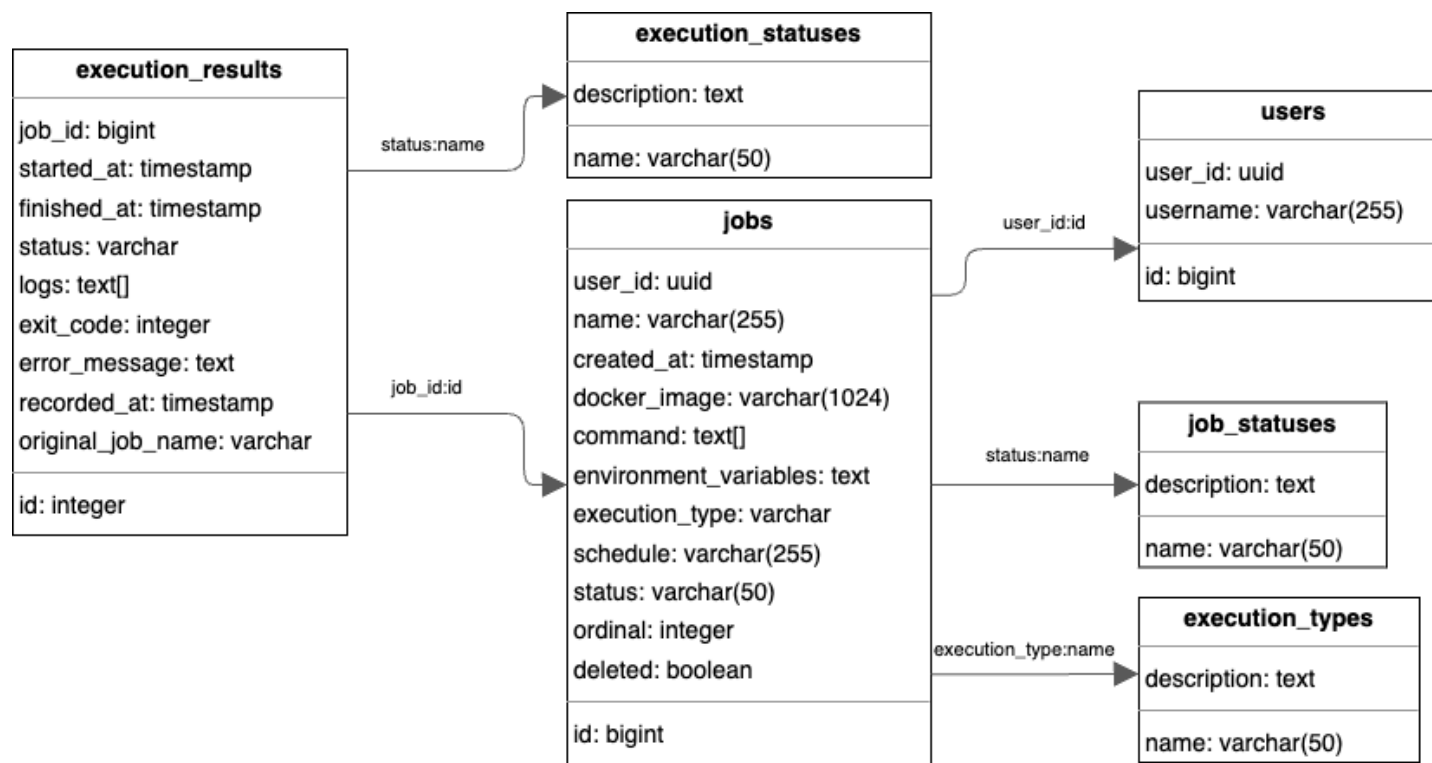 execution_results
job_id: bigint
started_at: timestamp
finished_at: timestamp
status: varchar
logs: text[]
exit_code: integer
error_message: text
recorded_at: timestamp
original_job_name: varchar
id: integer
status:name
job_id:id
execution_statuses
description: text
name: varchar(50)
jobs
user_id: uuid
name: varchar(255)
created_at: timestamp
docker_image: varchar(1024)
command: text[]
environment_variables: text
execution_type: varchar
schedule: varchar(255)
status: varchar(50)
ordinal: integer
deleted: boolean
id: bigint
user_id:id
status:name
execution_type:name
users
user_id: uuid
username: varchar(255)
id: bigint
job_statuses
description: text
name: varchar(50)
execution_types
description: text
name: varchar(50)